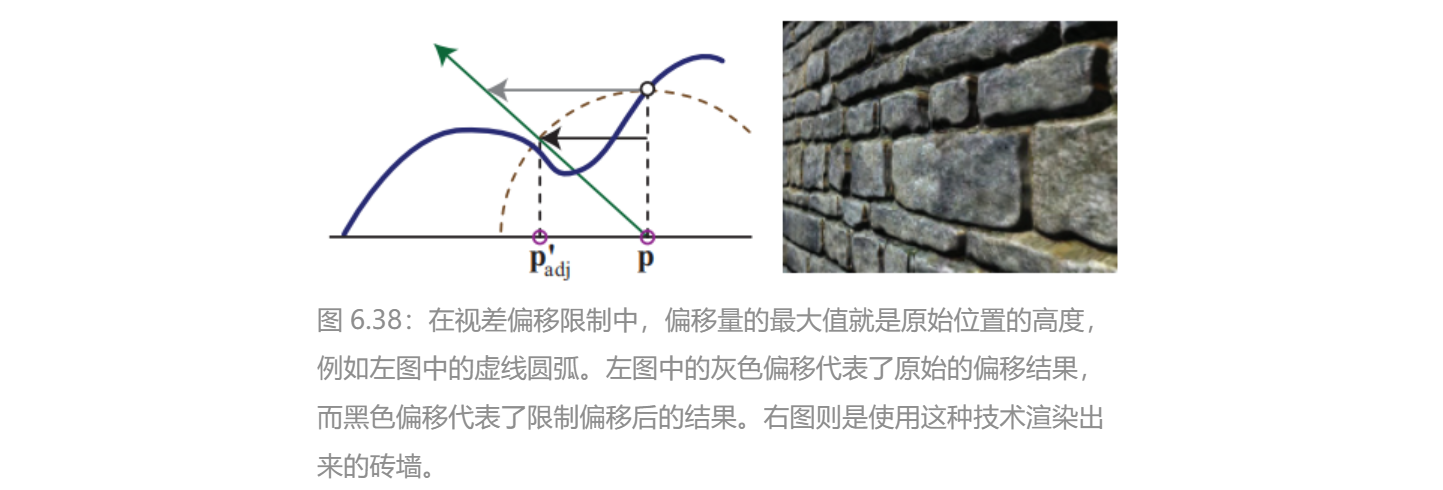 p'adj
p
图 6.38：在视差偏移限制中，偏移量的最大值就是原始位置的高度，
例如左图中的虚线圆弧。左图中的灰色偏移代表了原始的偏移结果，
而黑色偏移代表了限制偏移后的结果。右图则是使用这种技术渲染出
来的砖墙。